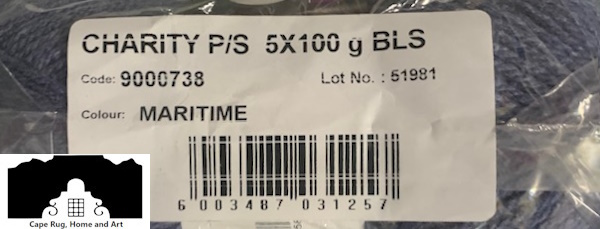 CHARITY P/S 5X100 g BLS
Code: 9000738 Lot No. : 51981
Colour: MARITIME
6 003487 031257
Cape Rug, Home and Art